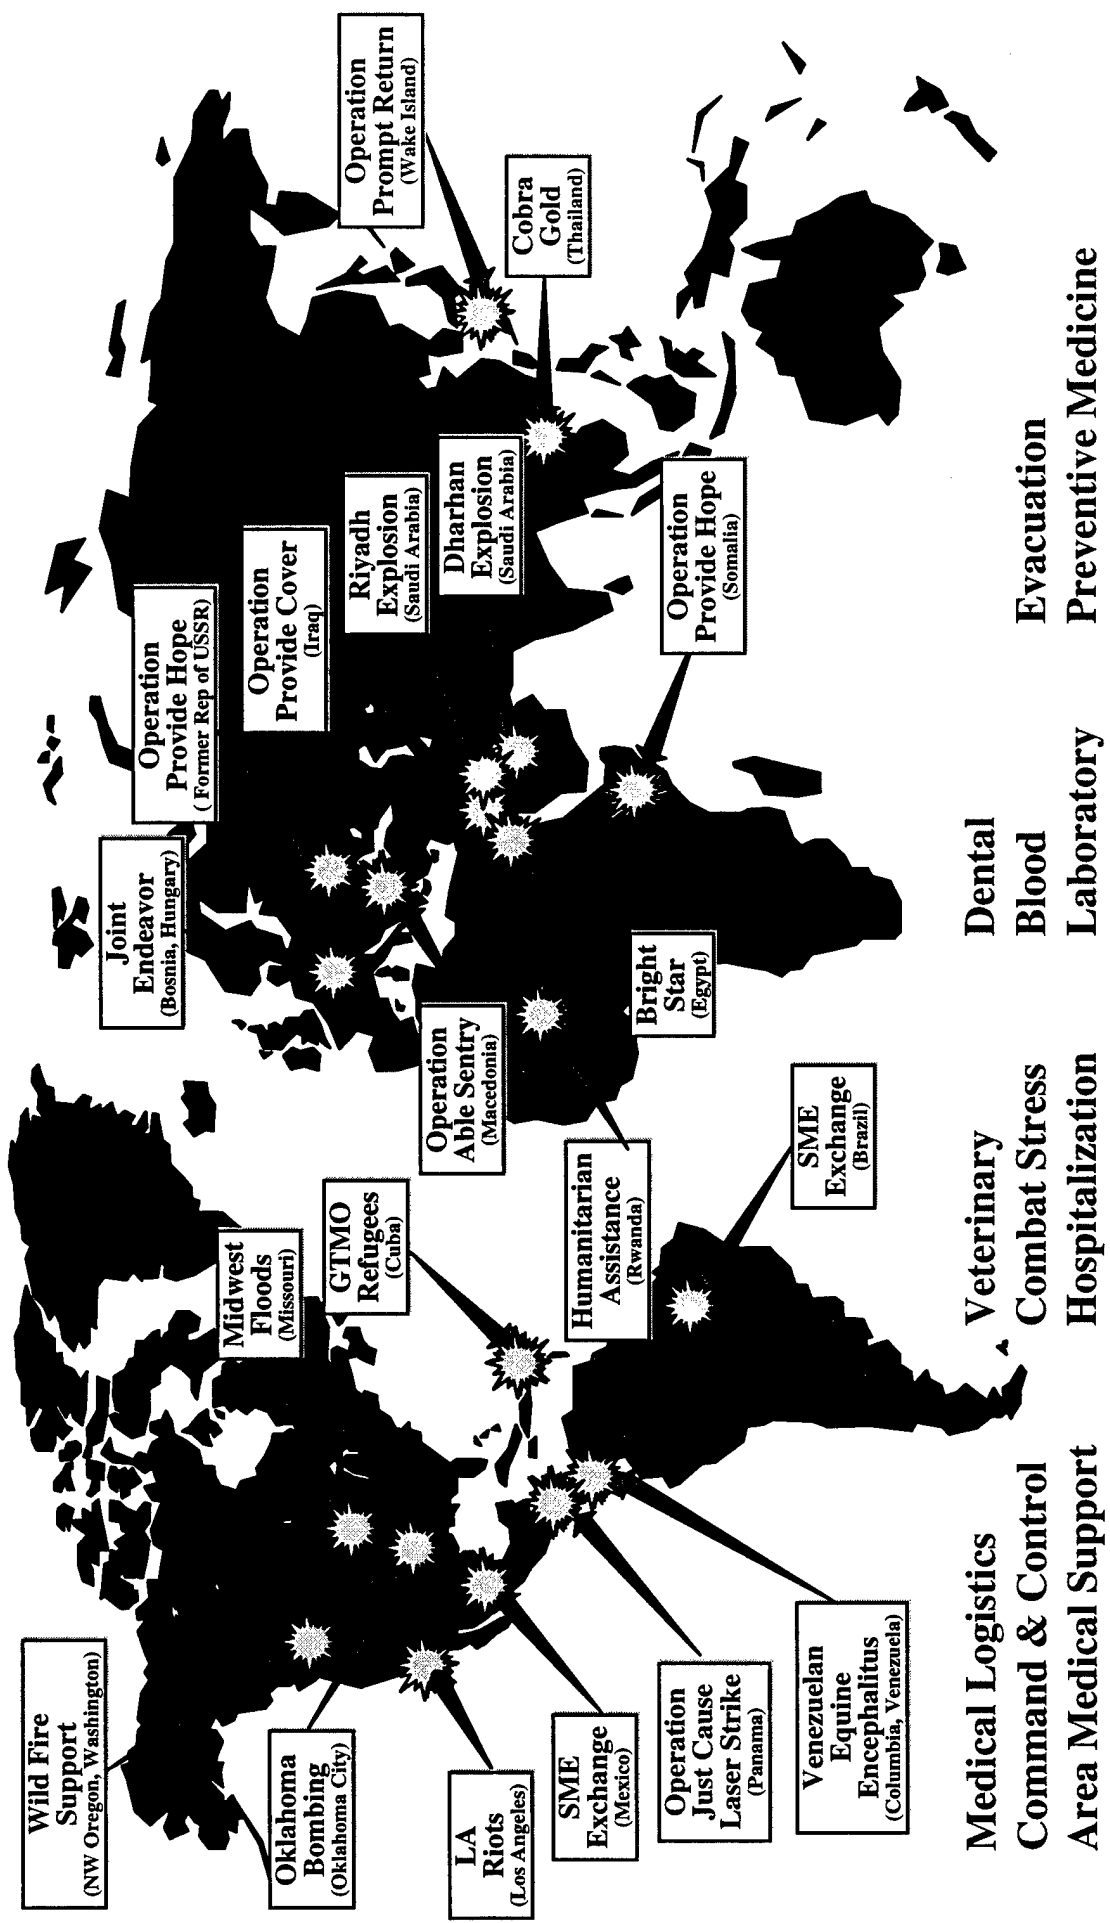 Wild Fire
Support
(NW Oregon, Washington)
Oklahoma
Bombing
(Oklahoma City)
LA
Riots
(Los Angeles)
SME
Exchange
(Mexico)
Operation
Just Cause
Laser Strike
(Panama)
Venezuelan
Equine
Encephalitus
(Columbia, Venezuela)
Midwest
Floods
(Missouri)
GTMO
Refugees
(Cuba)
Humanitarian
Assistance
(Rwanda)
SME
Exchange
(Brazil)
Joint
Endeavor
(Bosnia, Hungary)
Operation
Able Sentry
(Macedonia)
Bright
Star
(Egypt)
Operation
Provide Hope
( Former Rep of USSR)
Operation
Provide Cover
(Iraq)
Riyadh
Explosion
(Saudi Arabia)
Dharhan
Explosion
(Saudi Arabia)
Operation
Provide Hope
(Somalia)
Operation
Prompt Return
(Wake Island)
Cobra
Gold
(Thailand)
Medical Logistics
Command & Control
Area Medical Support
Veterinary
Combat Stress
Hospitalization
Dental
Blood
Laboratory
Evacuation
Preventive Medicine